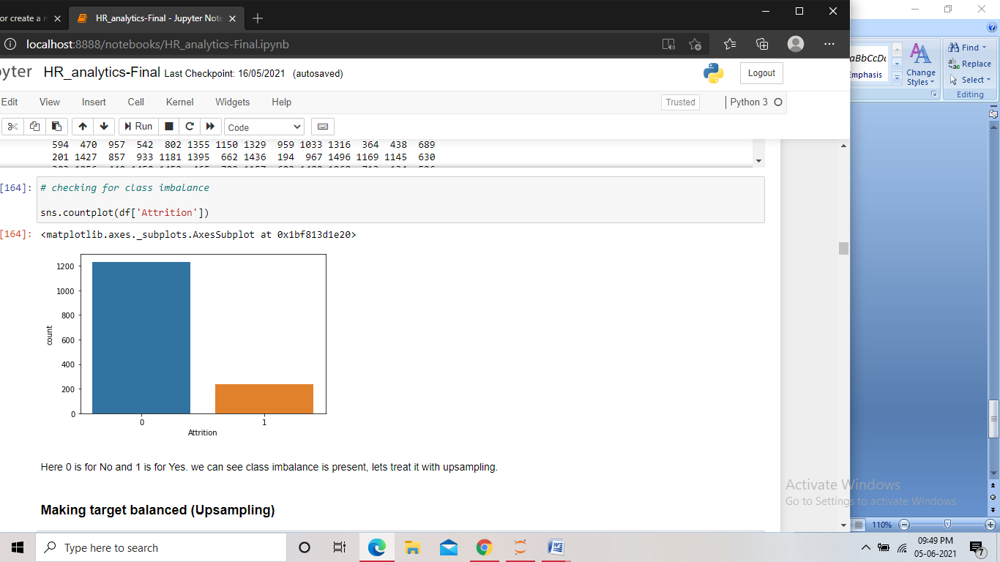 or create a n
HR_analytics-Final - Jupyter Note
localhost:8888/notebooks/HR_analytics-Final.ipynb
yter HR_analytics-Final Last Checkpoint: 16/05/2021 (autosaved)
Logout
Edit View Insert Cell Kernel Widgets Help
Trusted
Python 3
Run
Code
594 470 957 542 802 1355 1150 1329 959 1033 1316 364 438 689
201 1427 857 933 1181 1395 662 1436 194 967 1496 1169 1145 630
[164]: # checking for class imbalance
sns.countplot(df['Attrition'])
[164]: <matplotlib.axes._subplots.AxesSubplot at 0x1bf813d1e20>
1200
1000
800
600
400
200
0
count
0 1
Attrition
Here 0 is for No and 1 is for Yes. we can see class imbalance is present, lets treat it with upsampling.
Making target balanced (Upsampling)
aBbCcDc
Emphasis
Change
Styles
Find
Replace
Select
Editing
Activate Windows
Go to Settings to activate Windows.
110%
Type here to search
09:49 PM
05-06-2021
7